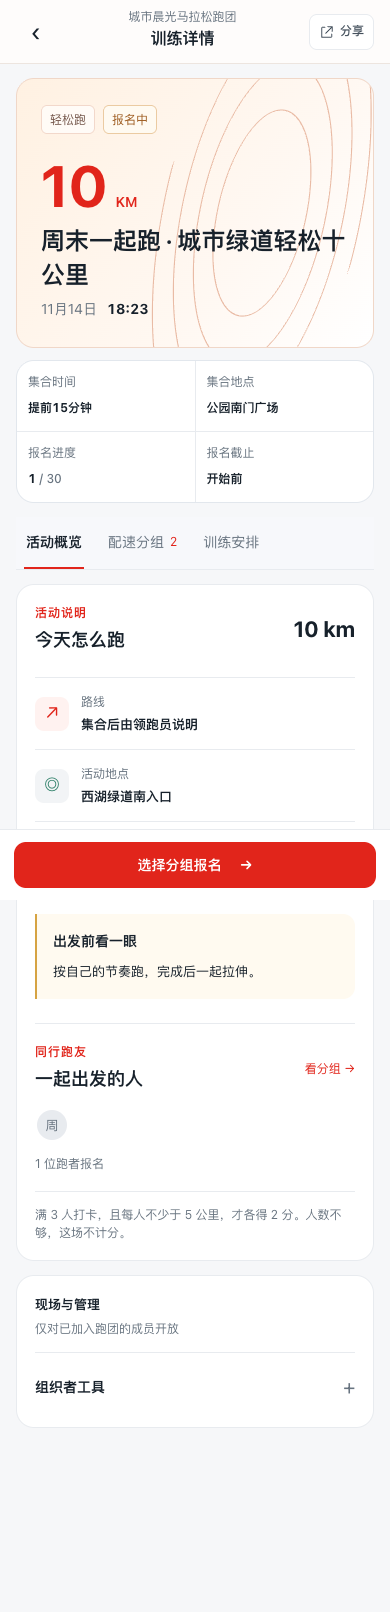 城市晨光马拉松跑团
训练详情
分享
轻松跑
报名中
10 KM
周末一起跑·城市绿道轻松十
公里
11月14日 18:23
集合时间
提前15分钟
集合地点
公园南门广场
报名进度
1 / 30
报名截止
开始前
活动概览
配速分组 2
训练安排
活动说明
今天怎么跑
10 km
路线
集合后由领跑员说明
活动地点
西湖绿道南入口
选择分组报名 →
出发前看一眼
按自己的节奏跑，完成后一起拉伸。
同行跑友
一起出发的人
看分组 →
周
1 位跑者报名
满 3 人打卡，且每人不少于 5 公里，才各得 2 分。人数不
够，这场不计分。
现场与管理
仅对已加入跑团的成员开放
组织者工具